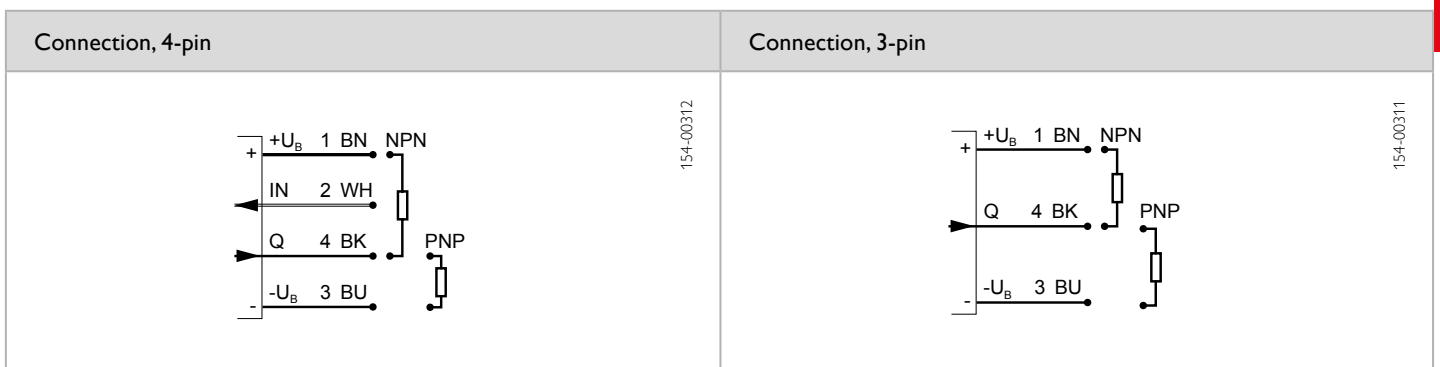 Connection, 4-pin
Connection, 3-pin
+U_B 1 BN NPN
+
IN 2 WH
Q 4 BK PNP
-U_B 3 BU
-
154-00312
+U_B 1 BN NPN
+
Q 4 BK PNP
-U_B 3 BU
-
154-00311